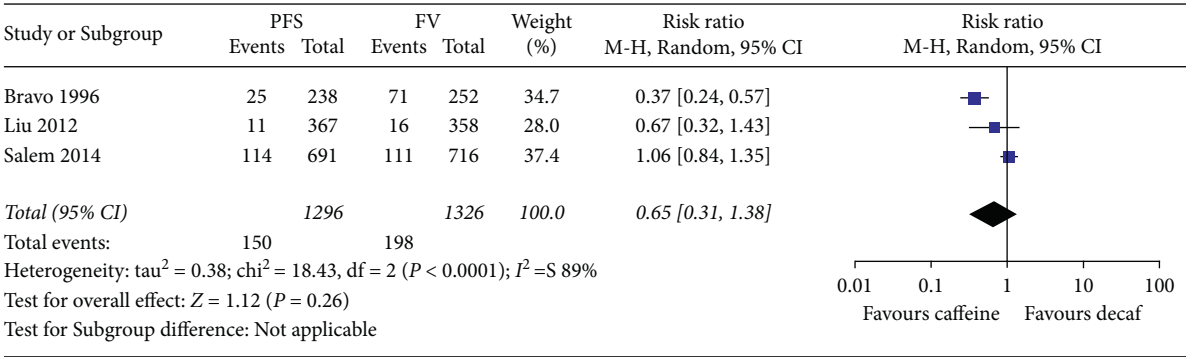 Study or Subgroup PFS FV Weight Risk ratio Risk ratio
Events Total Events Total (%) M-H, Random, 95% CI M-H, Random, 95% CI
Bravo 1996 25 238 71 252 34.7 0.37 [0.24, 0.57]
Liu 2012 11 367 16 358 28.0 0.67 [0.32, 1.43]
Salem 2014 114 691 111 716 37.4 1.06 [0.84, 1.35]
Total (95% CI) 1296 1326 100.0 0.65 [0.31, 1.38]
Total events: 150 198
Heterogeneity: tau² = 0.38; chi² = 18.43, df = 2 (P < 0.0001); I² =S 89%
Test for overall effect: Z = 1.12 (P = 0.26)
Test for Subgroup difference: Not applicable
0.01 0.1 1 10 100
Favours caffeine Favours decaf